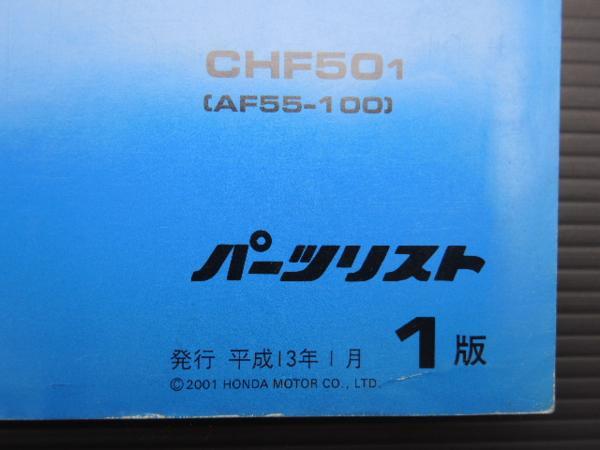 CHF501
(AF55-100)
パーツリスト
発行 平成13年1月 1版
©2001 HONDA MOTOR CO., LTD.